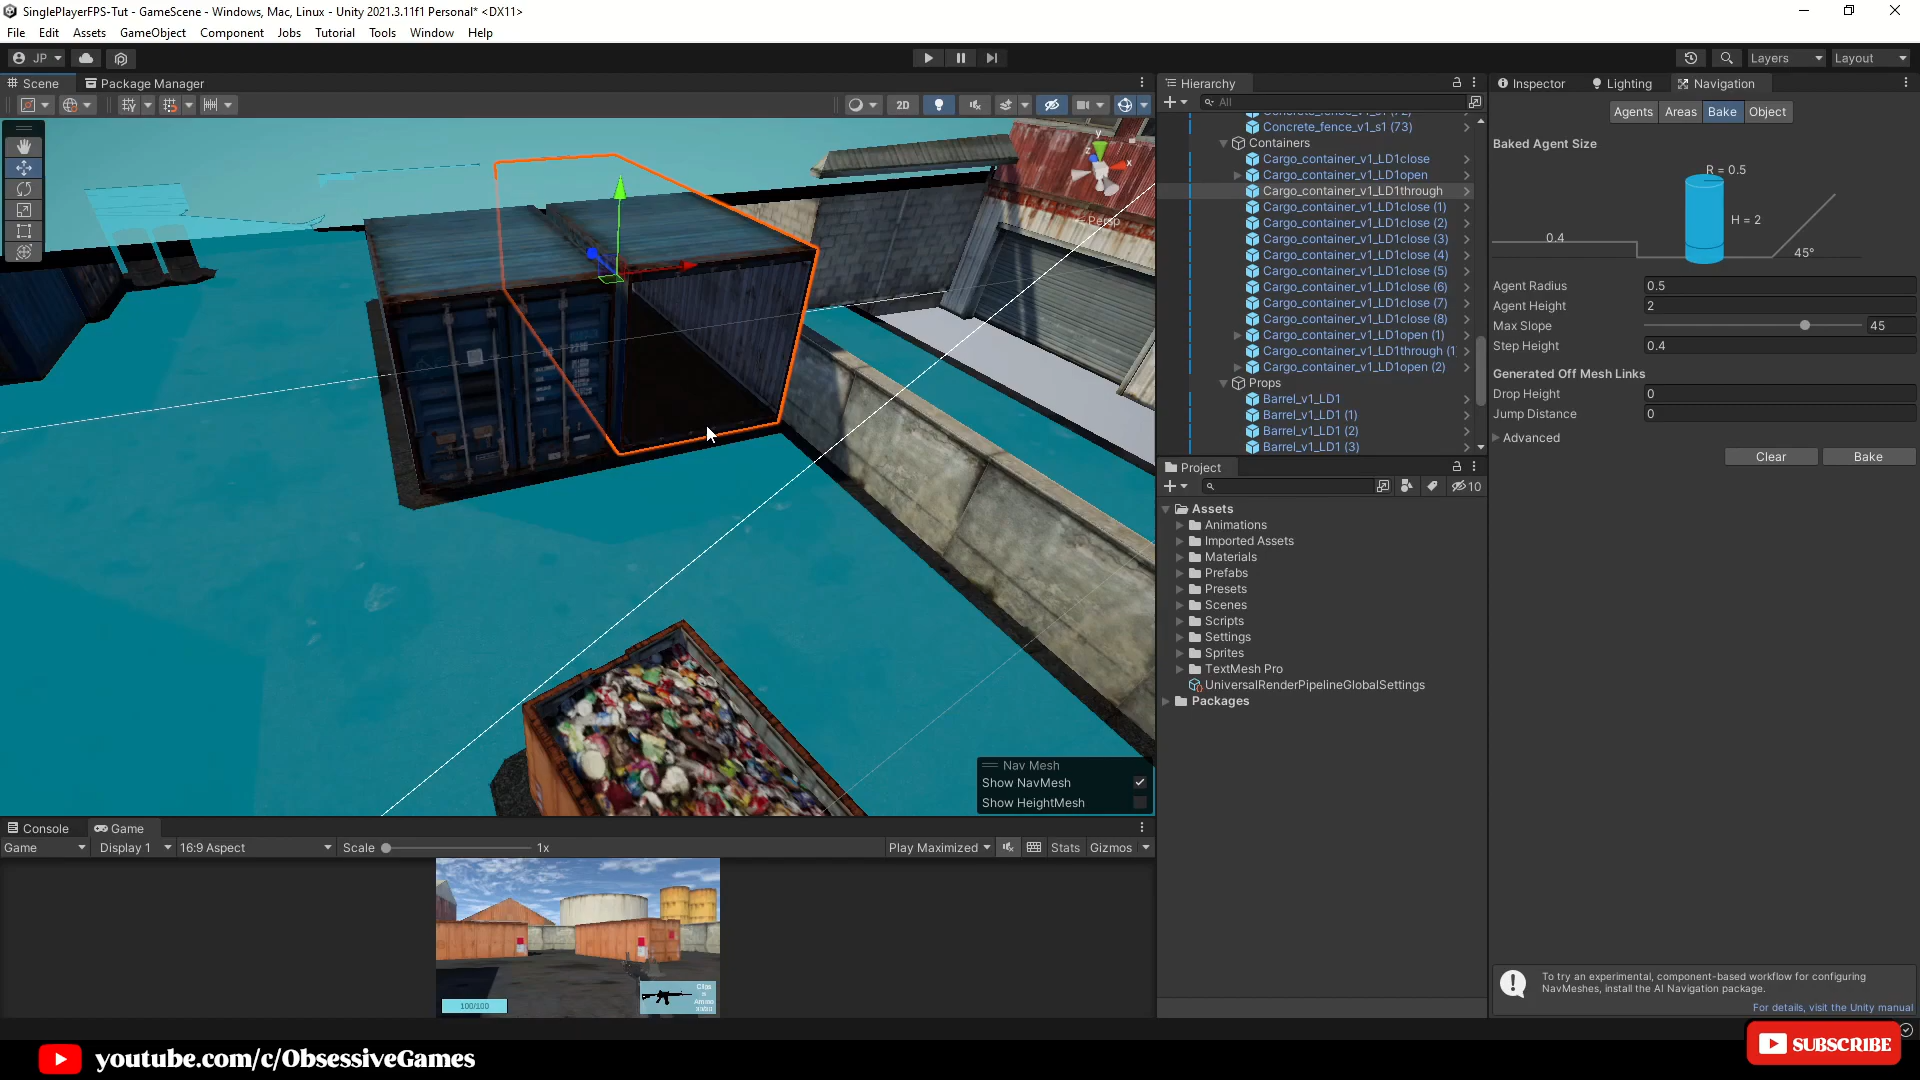 SinglePlayerFPS-Tut - GameScene - Windows, Mac, Linux - Unity 2021.3.11f1 Personal* <DX11>
File Edit Assets GameObject Component Jobs Tutorial Tools Window Help
JP
Layers
Layout
Scene
Package Manager
2D
y
x
z
Persp
Nav Mesh
Show NavMesh
Show HeightMesh
Console
Game
Game
Display 1
16:9 Aspect
Scale
1x
Play Maximized
Stats
Gizmos
100/100
Hierarchy
All
Concrete_fence_v1_s1 (73)
Containers
Cargo_container_v1_LD1close
Cargo_container_v1_LD1open
Cargo_container_v1_LD1through
Cargo_container_v1_LD1close (1)
Cargo_container_v1_LD1close (2)
Cargo_container_v1_LD1close (3)
Cargo_container_v1_LD1close (4)
Cargo_container_v1_LD1close (5)
Cargo_container_v1_LD1close (6)
Cargo_container_v1_LD1close (7)
Cargo_container_v1_LD1close (8)
Cargo_container_v1_LD1open (1)
Cargo_container_v1_LD1through (1
Cargo_container_v1_LD1open (2)
Props
Barrel_v1_LD1
Barrel_v1_LD1 (1)
Barrel_v1_LD1 (2)
Barrel_v1_LD1 (3)
Project
10
Assets
Animations
Imported Assets
Materials
Prefabs
Presets
Scenes
Scripts
Settings
Sprites
TextMesh Pro
UniversalRenderPipelineGlobalSettings
Packages
Inspector
Lighting
Navigation
Agents
Areas
Bake
Object
Baked Agent Size
R = 0.5
H = 2
0.4
45°
Agent Radius 0.5
Agent Height 2
Max Slope 45
Step Height 0.4
Generated Off Mesh Links
Drop Height 0
Jump Distance 0
Advanced
Clear
Bake
To try an experimental, component-based workflow for configuring
NavMeshes, install the AI Navigation package.
For details, visit the Unity manual
youtube.com/c/ObsessiveGames
SUBSCRIBE